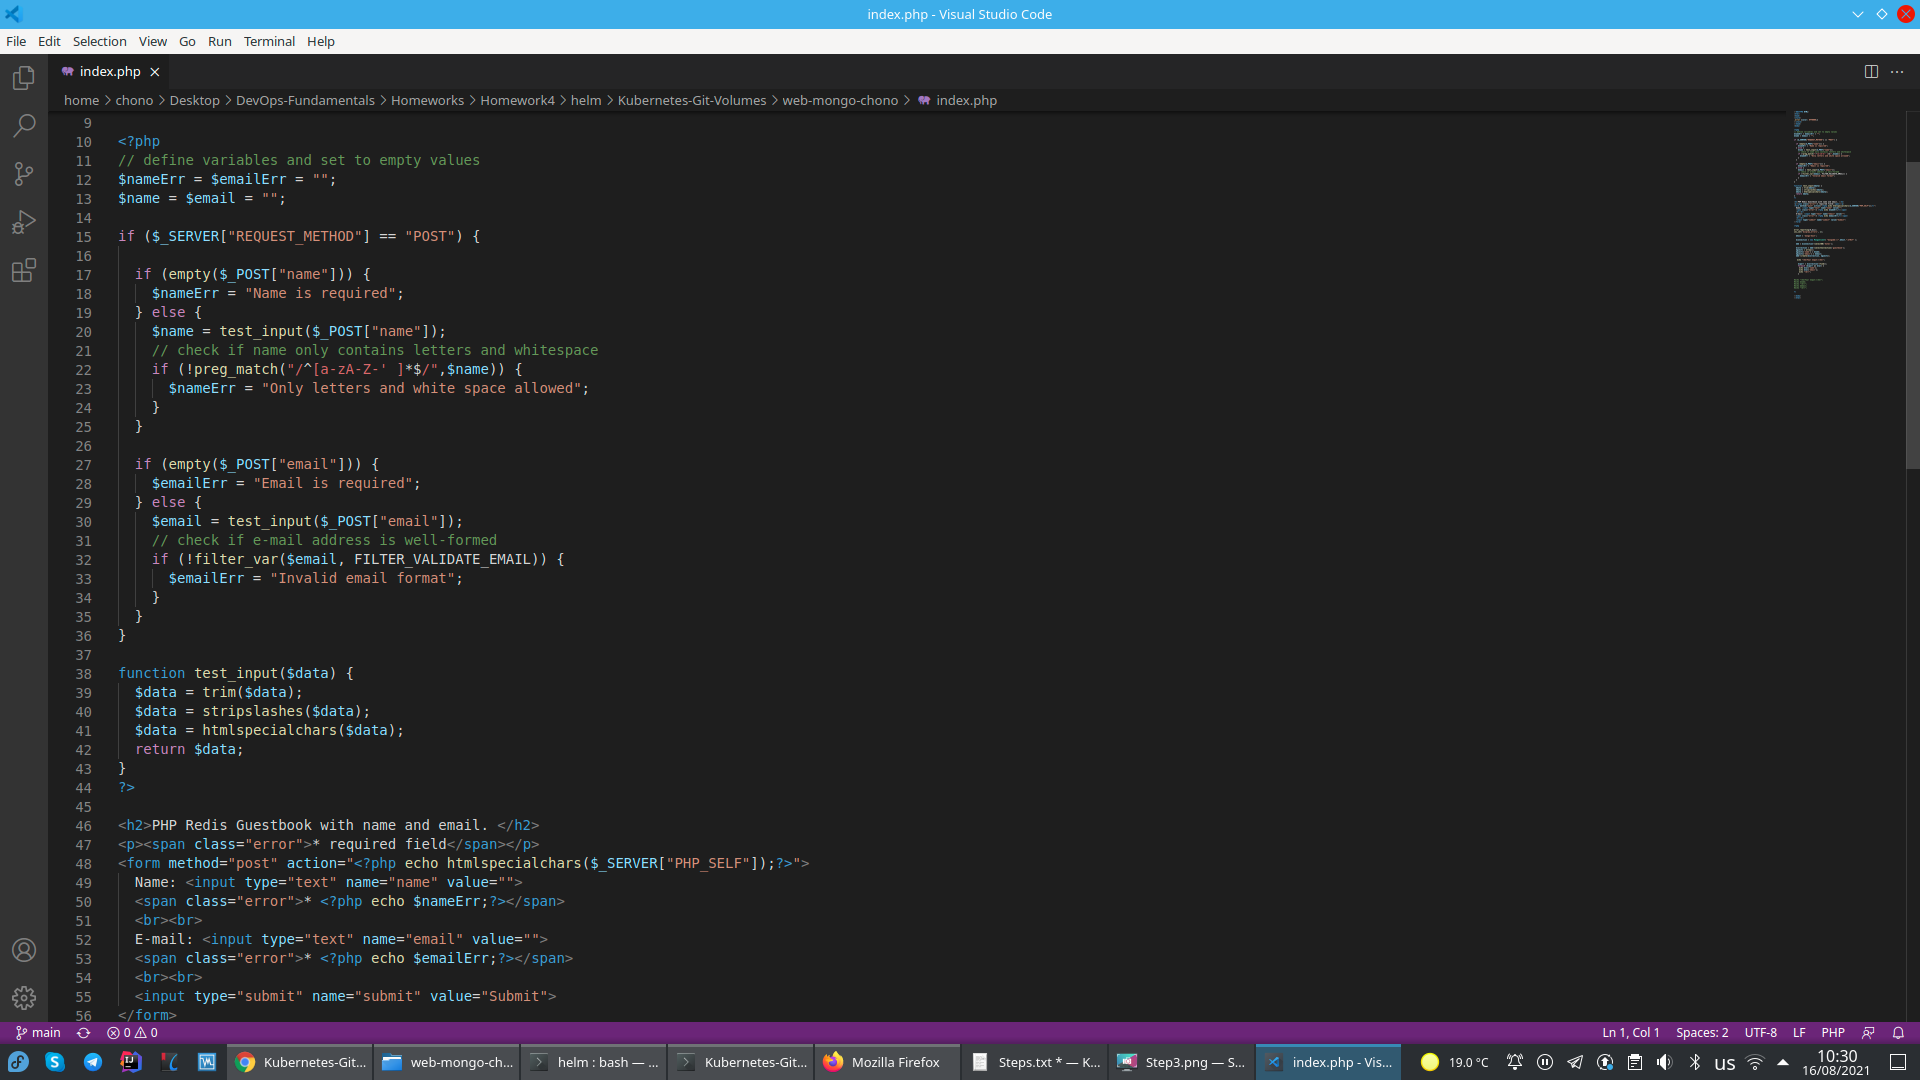 index.php - Visual Studio Code
File Edit Selection View Go Run Terminal Help
index.php
home > chono > Desktop > DevOps-Fundamentals > Homeworks > Homework4 > helm > Kubernetes-Git-Volumes > web-mongo-chono > index.php
9
10 <?php
11 // define variables and set to empty values
12 $nameErr = $emailErr = "";
13 $name = $email = "";
14
15 if ($_SERVER["REQUEST_METHOD"] == "POST") {
16
17   if (empty($_POST["name"])) {
18     $nameErr = "Name is required";
19   } else {
20     $name = test_input($_POST["name"]);
21     // check if name only contains letters and whitespace
22     if (!preg_match("/^[a-zA-Z-' ]*$/",$name)) {
23       $nameErr = "Only letters and white space allowed";
24     }
25   }
26
27   if (empty($_POST["email"])) {
28     $emailErr = "Email is required";
29   } else {
30     $email = test_input($_POST["email"]);
31     // check if e-mail address is well-formed
32     if (!filter_var($email, FILTER_VALIDATE_EMAIL)) {
33       $emailErr = "Invalid email format";
34     }
35   }
36 }
37
38 function test_input($data) {
39   $data = trim($data);
40   $data = stripslashes($data);
41   $data = htmlspecialchars($data);
42   return $data;
43 }
44 ?>
45
46 <h2>PHP Redis Guestbook with name and email. </h2>
47 <p><span class="error">* required field</span></p>
48 <form method="post" action="<?php echo htmlspecialchars($_SERVER["PHP_SELF"]);?>">
49   Name: <input type="text" name="name" value="">
50   <span class="error">* <?php echo $nameErr;?></span>
51   <br><br>
52   E-mail: <input type="text" name="email" value="">
53   <span class="error">* <?php echo $emailErr;?></span>
54   <br><br>
55   <input type="submit" name="submit" value="Submit">
56 </form>
main 0 0 Ln 1, Col 1 Spaces: 2 UTF-8 LF PHP
Kubernetes-Git... web-mongo-ch... helm : bash — ... Kubernetes-Git... Mozilla Firefox Steps.txt * — K... Step3.png — S... index.php - Vis... 19.0 °C us 10:30
16/08/2021